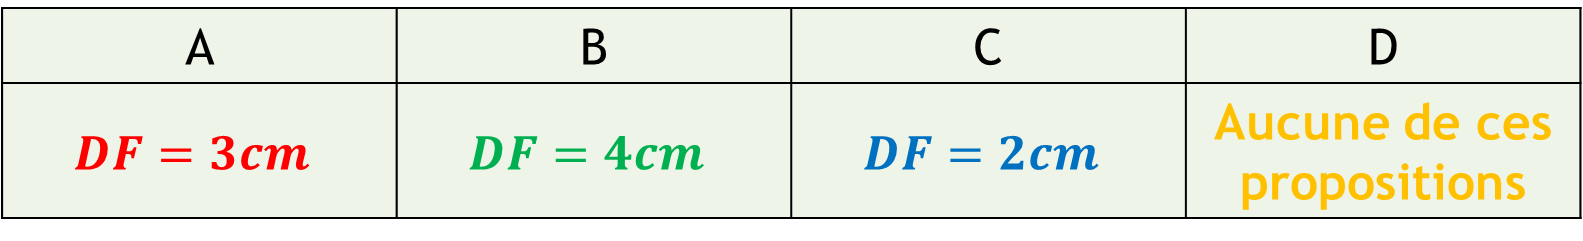 A B C D
DF = 3cm DF = 4cm DF = 2cm Aucune de ces
propositions